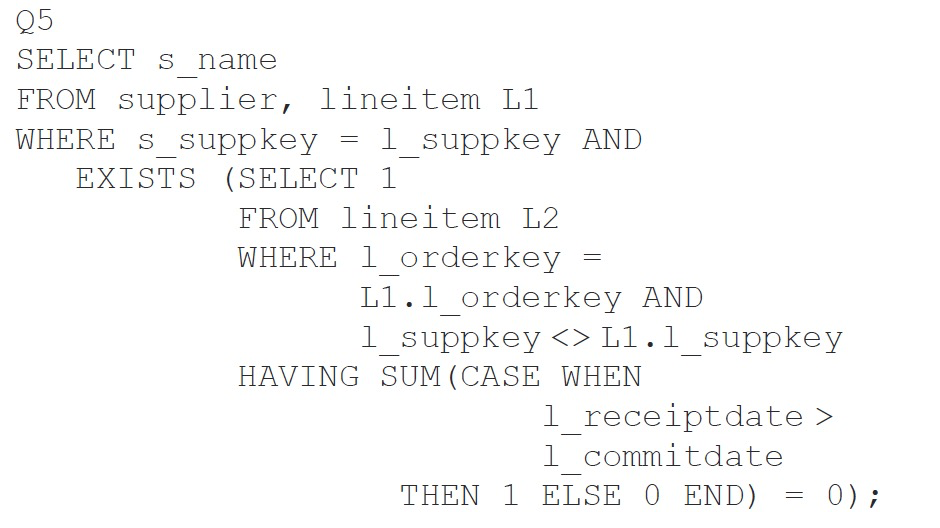 Q5
SELECT s_name
FROM supplier, lineitem L1
WHERE s_suppkey = l_suppkey AND
EXISTS (SELECT 1
FROM lineitem L2
WHERE l_orderkey =
L1.l_orderkey AND
l_suppkey <> L1.l_suppkey
HAVING SUM(CASE WHEN
l_receiptdate >
l_commitdate
THEN 1 ELSE 0 END) = 0);